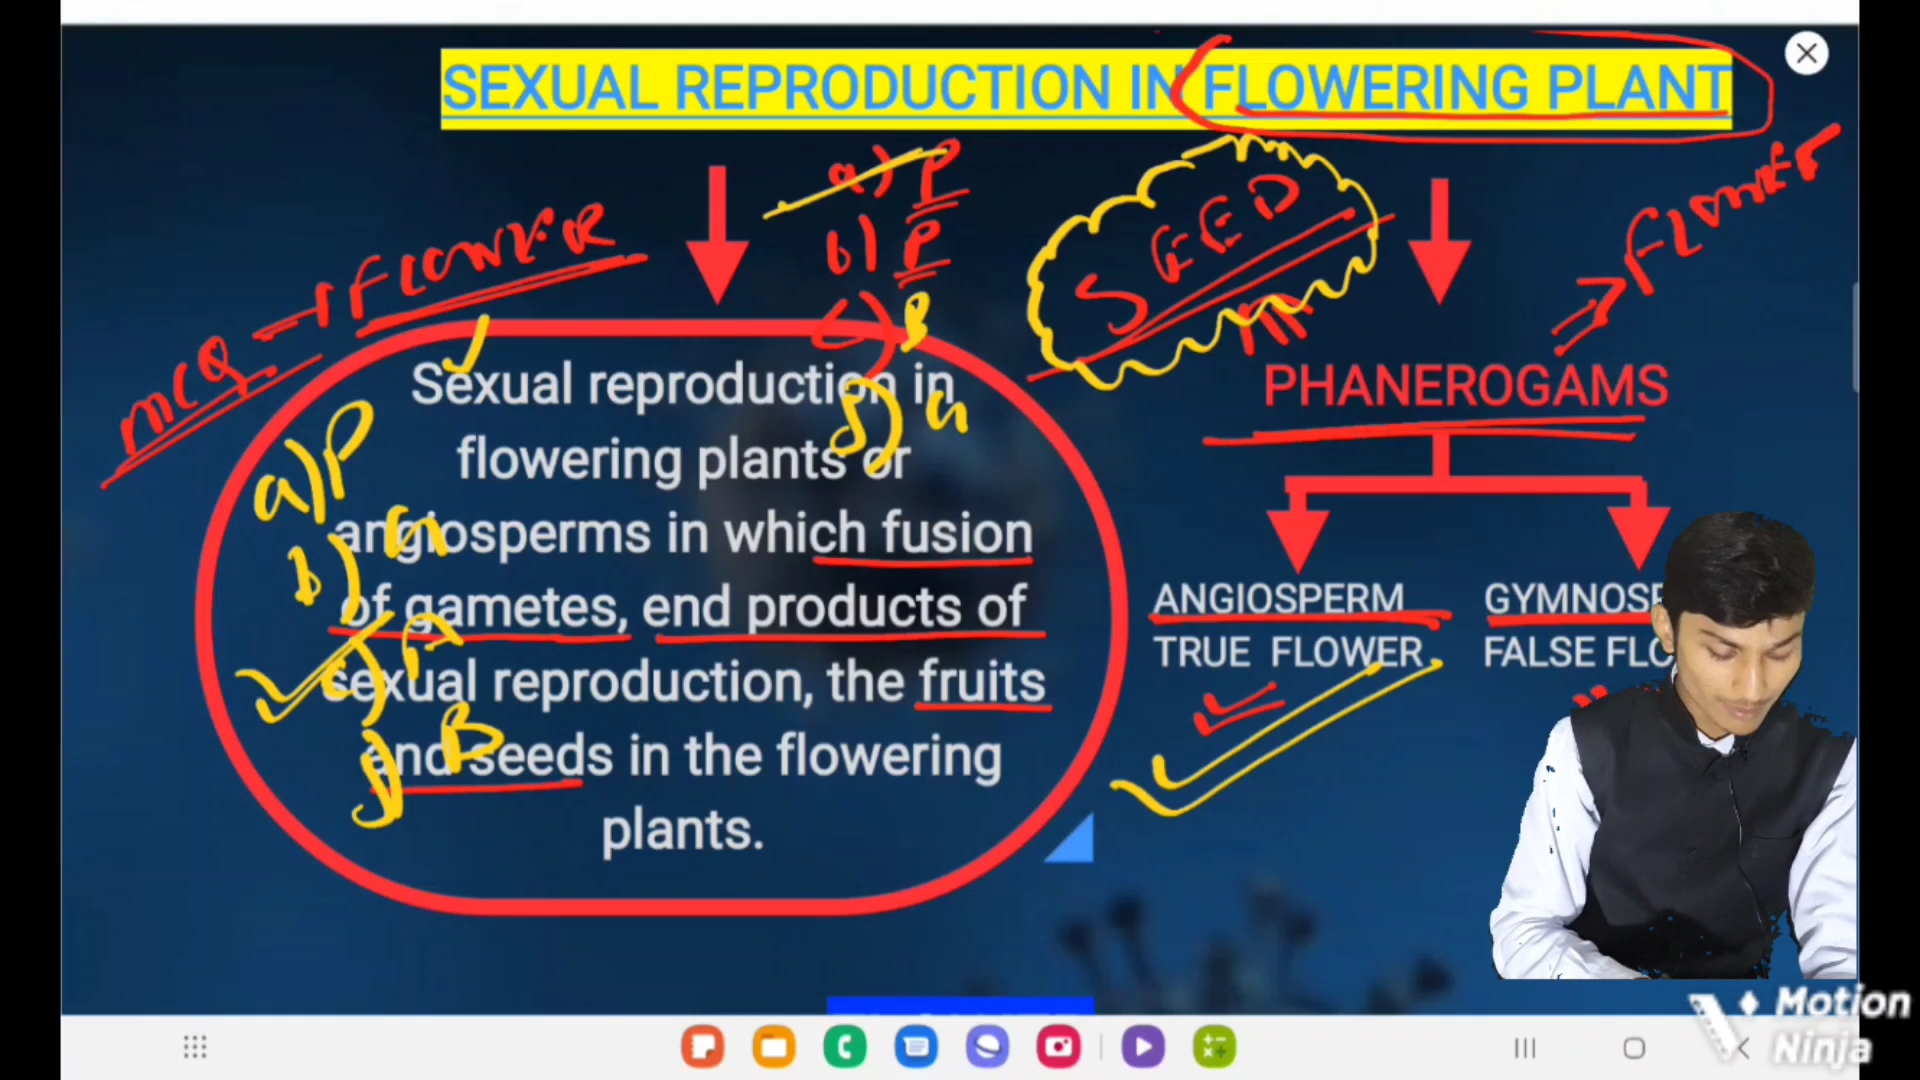 SEXUAL REPRODUCTION IN FLOWERING PLANT
a) P
b) P
c) B
d) G
SEED
FLOWER
MCQ → FLOWER
Sexual reproduction in
flowering plants or
angiosperms in which fusion
of gametes, end products of
sexual reproduction, the fruits
and seeds in the flowering
plants.
a) P
b) G
c) A
d) B
PHANEROGAMS
ANGIOSPERM
TRUE FLOWER
FALSE
Motion
Ninja